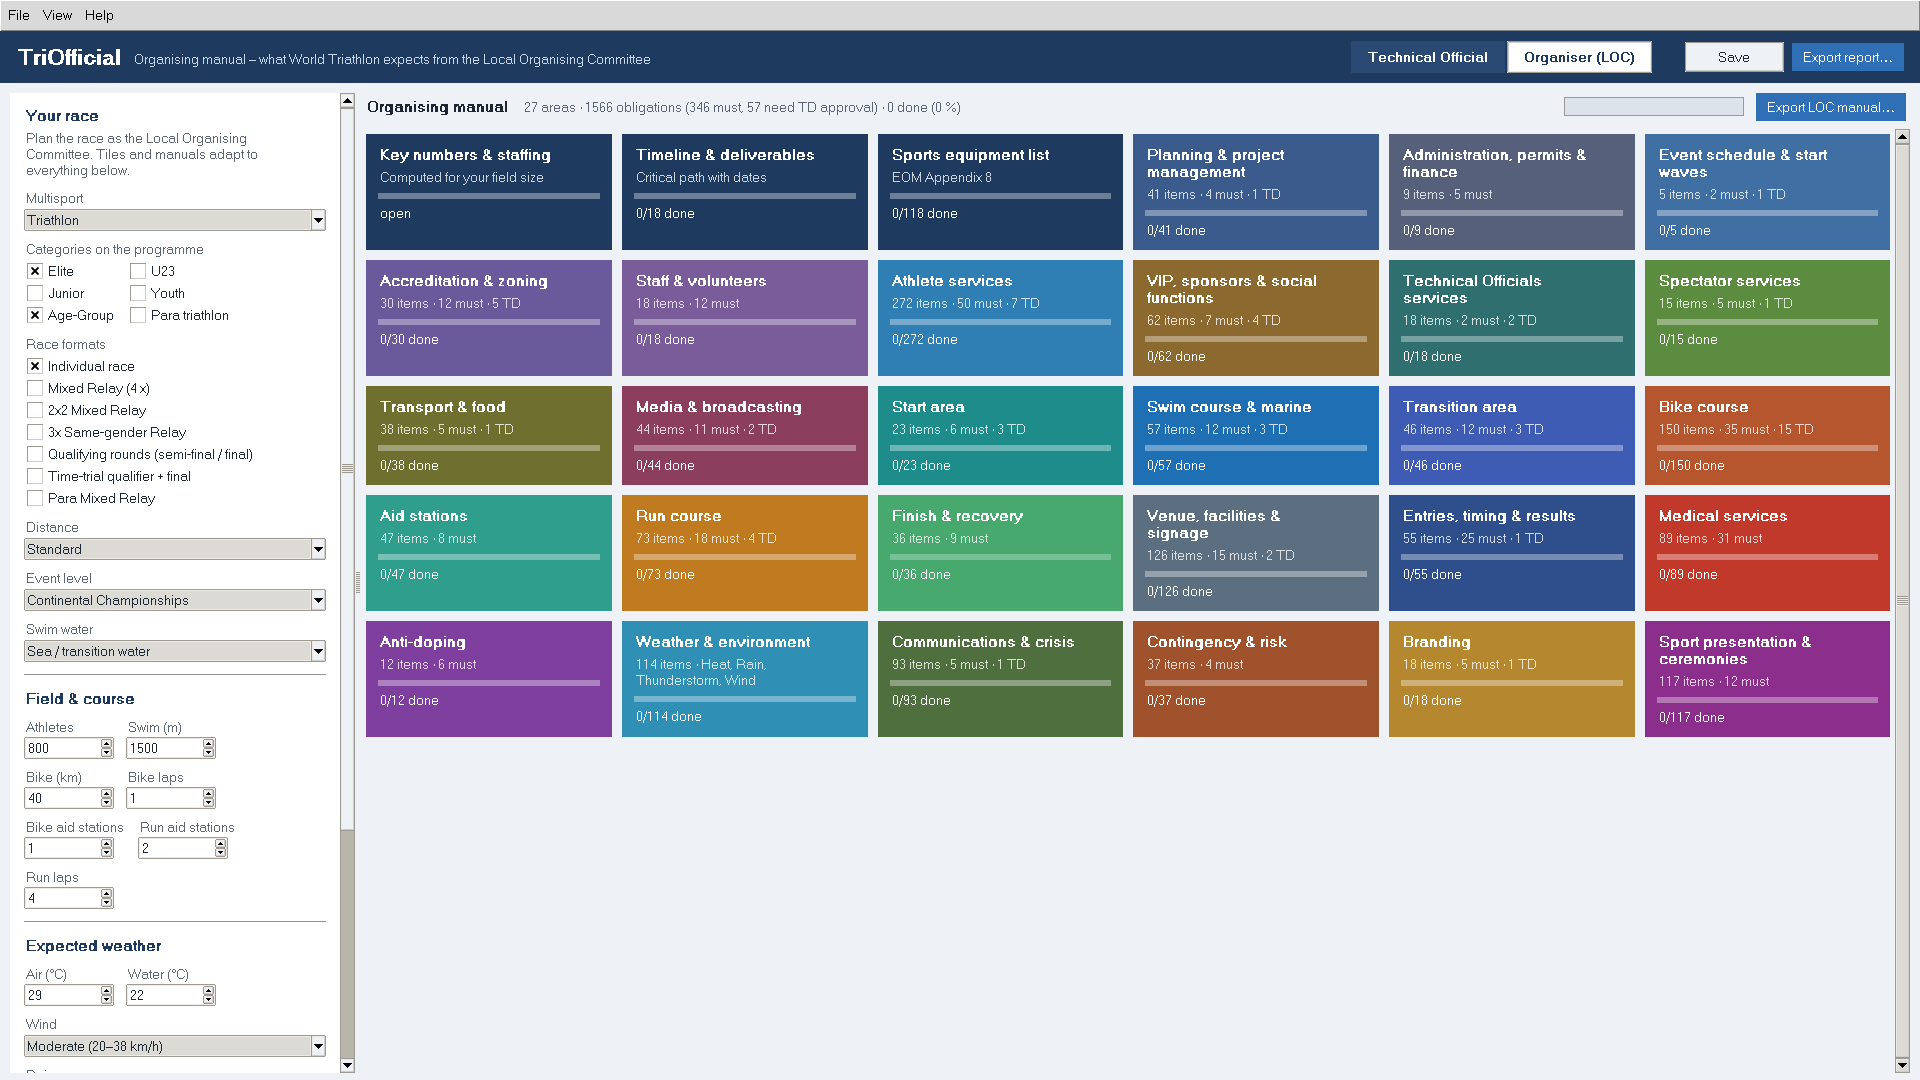 File View Help
TriOfficial Organising manual – what World Triathlon expects from the Local Organising Committee
Technical Official Organiser (LOC) Save Export report...
Your race
Plan the race as the Local Organising
Committee. Tiles and manuals adapt to
everything below.
Multisport
Triathlon
Categories on the programme
Elite U23
Junior Youth
Age-Group Para triathlon
Race formats
Individual race
Mixed Relay (4 x)
2x2 Mixed Relay
3x Same-gender Relay
Qualifying rounds (semi-final / final)
Time-trial qualifier + final
Para Mixed Relay
Distance
Standard
Event level
Continental Championships
Swim water
Sea / transition water
Field & course
Athletes Swim (m)
800 1500
Bike (km) Bike laps
40 1
Bike aid stations Run aid stations
1 2
Run laps
4
Expected weather
Air (°C) Water (°C)
29 22
Wind
Moderate (20–38 km/h)
Organising manual 27 areas · 1566 obligations (346 must, 57 need TD approval) · 0 done (0 %)
Export LOC manual...
Key numbers & staffing
Computed for your field size
open
Timeline & deliverables
Critical path with dates
0/18 done
Sports equipment list
EOM Appendix 8
0/118 done
Planning & project
management
41 items · 4 must · 1 TD
0/41 done
Administration, permits &
finance
9 items · 5 must
0/9 done
Event schedule & start
waves
5 items · 2 must · 1 TD
0/5 done
Accreditation & zoning
30 items · 12 must · 5 TD
0/30 done
Staff & volunteers
18 items · 12 must
0/18 done
Athlete services
272 items · 50 must · 7 TD
0/272 done
VIP, sponsors & social
functions
62 items · 7 must · 4 TD
0/62 done
Technical Officials
services
18 items · 2 must · 2 TD
0/18 done
Spectator services
15 items · 5 must · 1 TD
0/15 done
Transport & food
38 items · 5 must · 1 TD
0/38 done
Media & broadcasting
44 items · 11 must · 2 TD
0/44 done
Start area
23 items · 6 must · 3 TD
0/23 done
Swim course & marine
57 items · 12 must · 3 TD
0/57 done
Transition area
46 items · 12 must · 3 TD
0/46 done
Bike course
150 items · 35 must · 15 TD
0/150 done
Aid stations
47 items · 8 must
0/47 done
Run course
73 items · 18 must · 4 TD
0/73 done
Finish & recovery
36 items · 9 must
0/36 done
Venue, facilities &
signage
126 items · 15 must · 2 TD
0/126 done
Entries, timing & results
55 items · 25 must · 1 TD
0/55 done
Medical services
89 items · 31 must
0/89 done
Anti-doping
12 items · 6 must
0/12 done
Weather & environment
114 items · Heat, Rain,
Thunderstorm, Wind
0/114 done
Communications & crisis
93 items · 5 must · 1 TD
0/93 done
Contingency & risk
37 items · 4 must
0/37 done
Branding
18 items · 5 must · 1 TD
0/18 done
Sport presentation &
ceremonies
117 items · 12 must
0/117 done